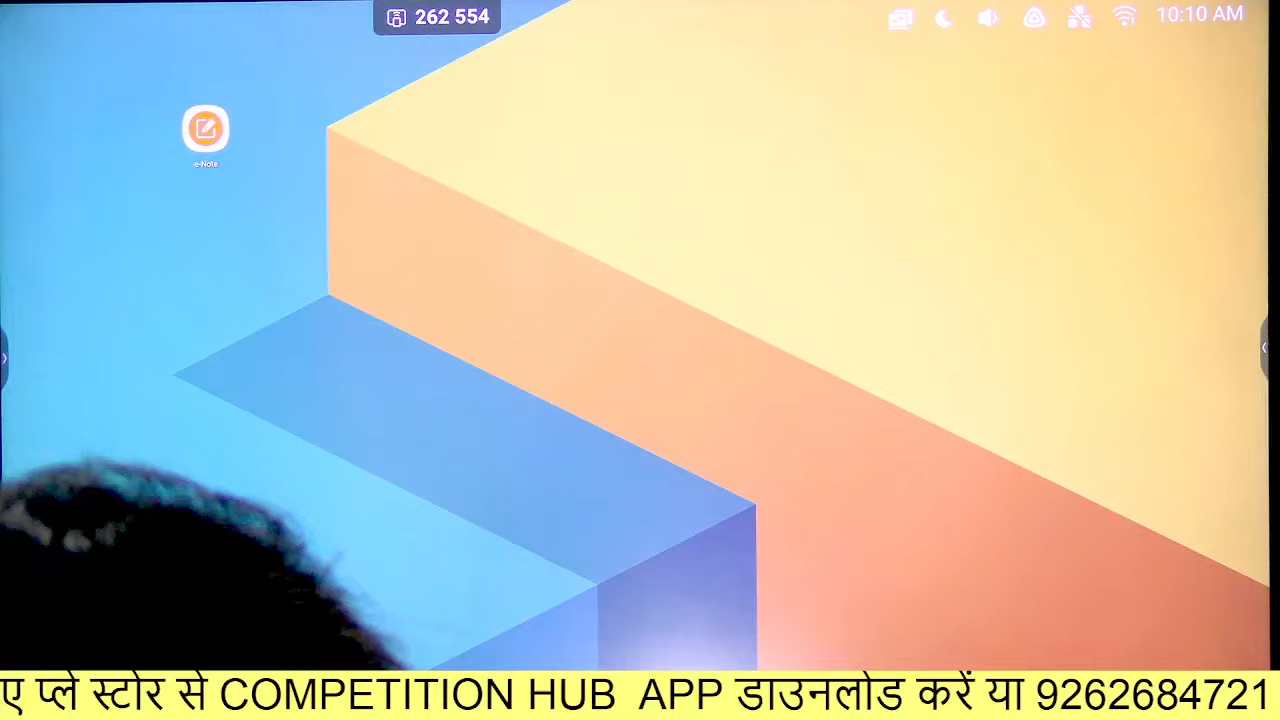 262 554
10:10 AM
e-Note
ए प्ले स्टोर से COMPETITION HUB APP डाउनलोड करें या 9262684721